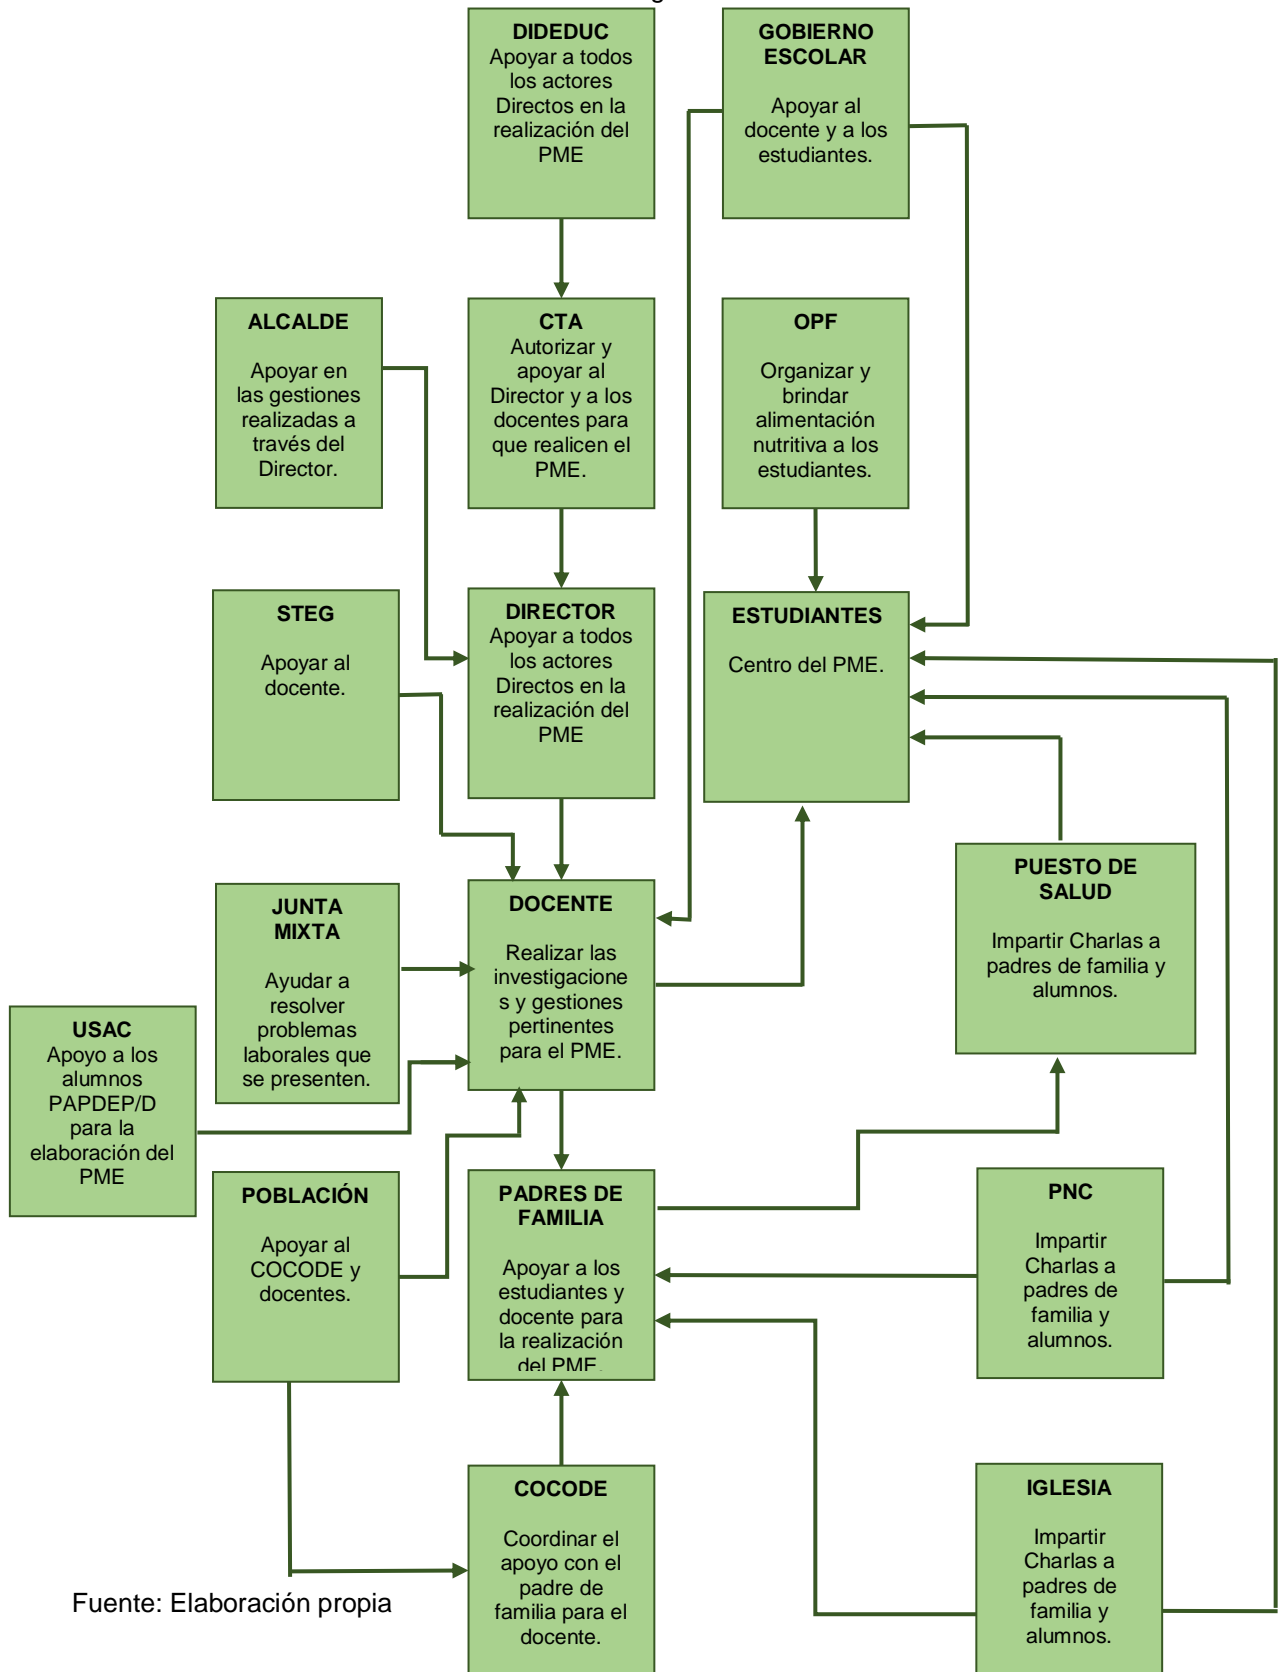 DIDEDUC
Apoyar a todos
los actores
Directos en la
realización del
PME
GOBIERNO
ESCOLAR
Apoyar al
docente y a los
estudiantes.
ALCALDE
Apoyar en
las gestiones
realizadas a
través del
Director.
CTA
Autorizar y
apoyar al
Director y a los
docentes para
que realicen el
PME.
OPF
Organizar y
brindar
alimentación
nutritiva a los
estudiantes.
STEG
Apoyar al
docente.
DIRECTOR
Apoyar a todos
los actores
Directos en la
realización del
PME
ESTUDIANTES
Centro del PME.
JUNTA
MIXTA
Ayudar a
resolver
problemas
laborales que
se presenten.
DOCENTE
Realizar las
investigacione
s y gestiones
pertinentes
para el PME.
PUESTO DE
SALUD
Impartir Charlas a
padres de familia y
alumnos.
USAC
Apoyo a los
alumnos
PAPDEP/D
para la
elaboración del
PME
POBLACIÓN
Apoyar al
COCODE y
docentes.
PADRES DE
FAMILIA
Apoyar a los
estudiantes y
docente para
la realización
del PME.
PNC
Impartir
Charlas a
padres de
familia y
alumnos.
COCODE
Coordinar el
apoyo con el
padre de
familia para el
docente.
IGLESIA
Impartir
Charlas a
padres de
familia y
alumnos.
Fuente: Elaboración propia